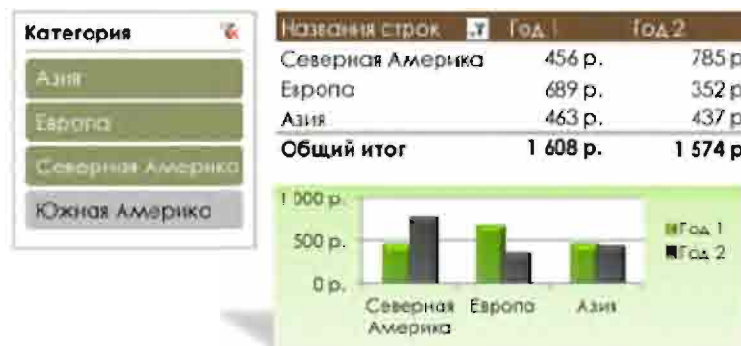 Категория
Азия
Европа
Северная Америка
Южная Америка
Названия строк Год 1 Год 2
Северная Америка 456 р. 785 р
Европа 689 р. 352 р
Азия 463 р. 437 р
Общий итог 1 608 р. 1 574 р
1 000 р.
500 р.
0 р.
Северная Америка
Европа
Азия
Год 1
Год 2